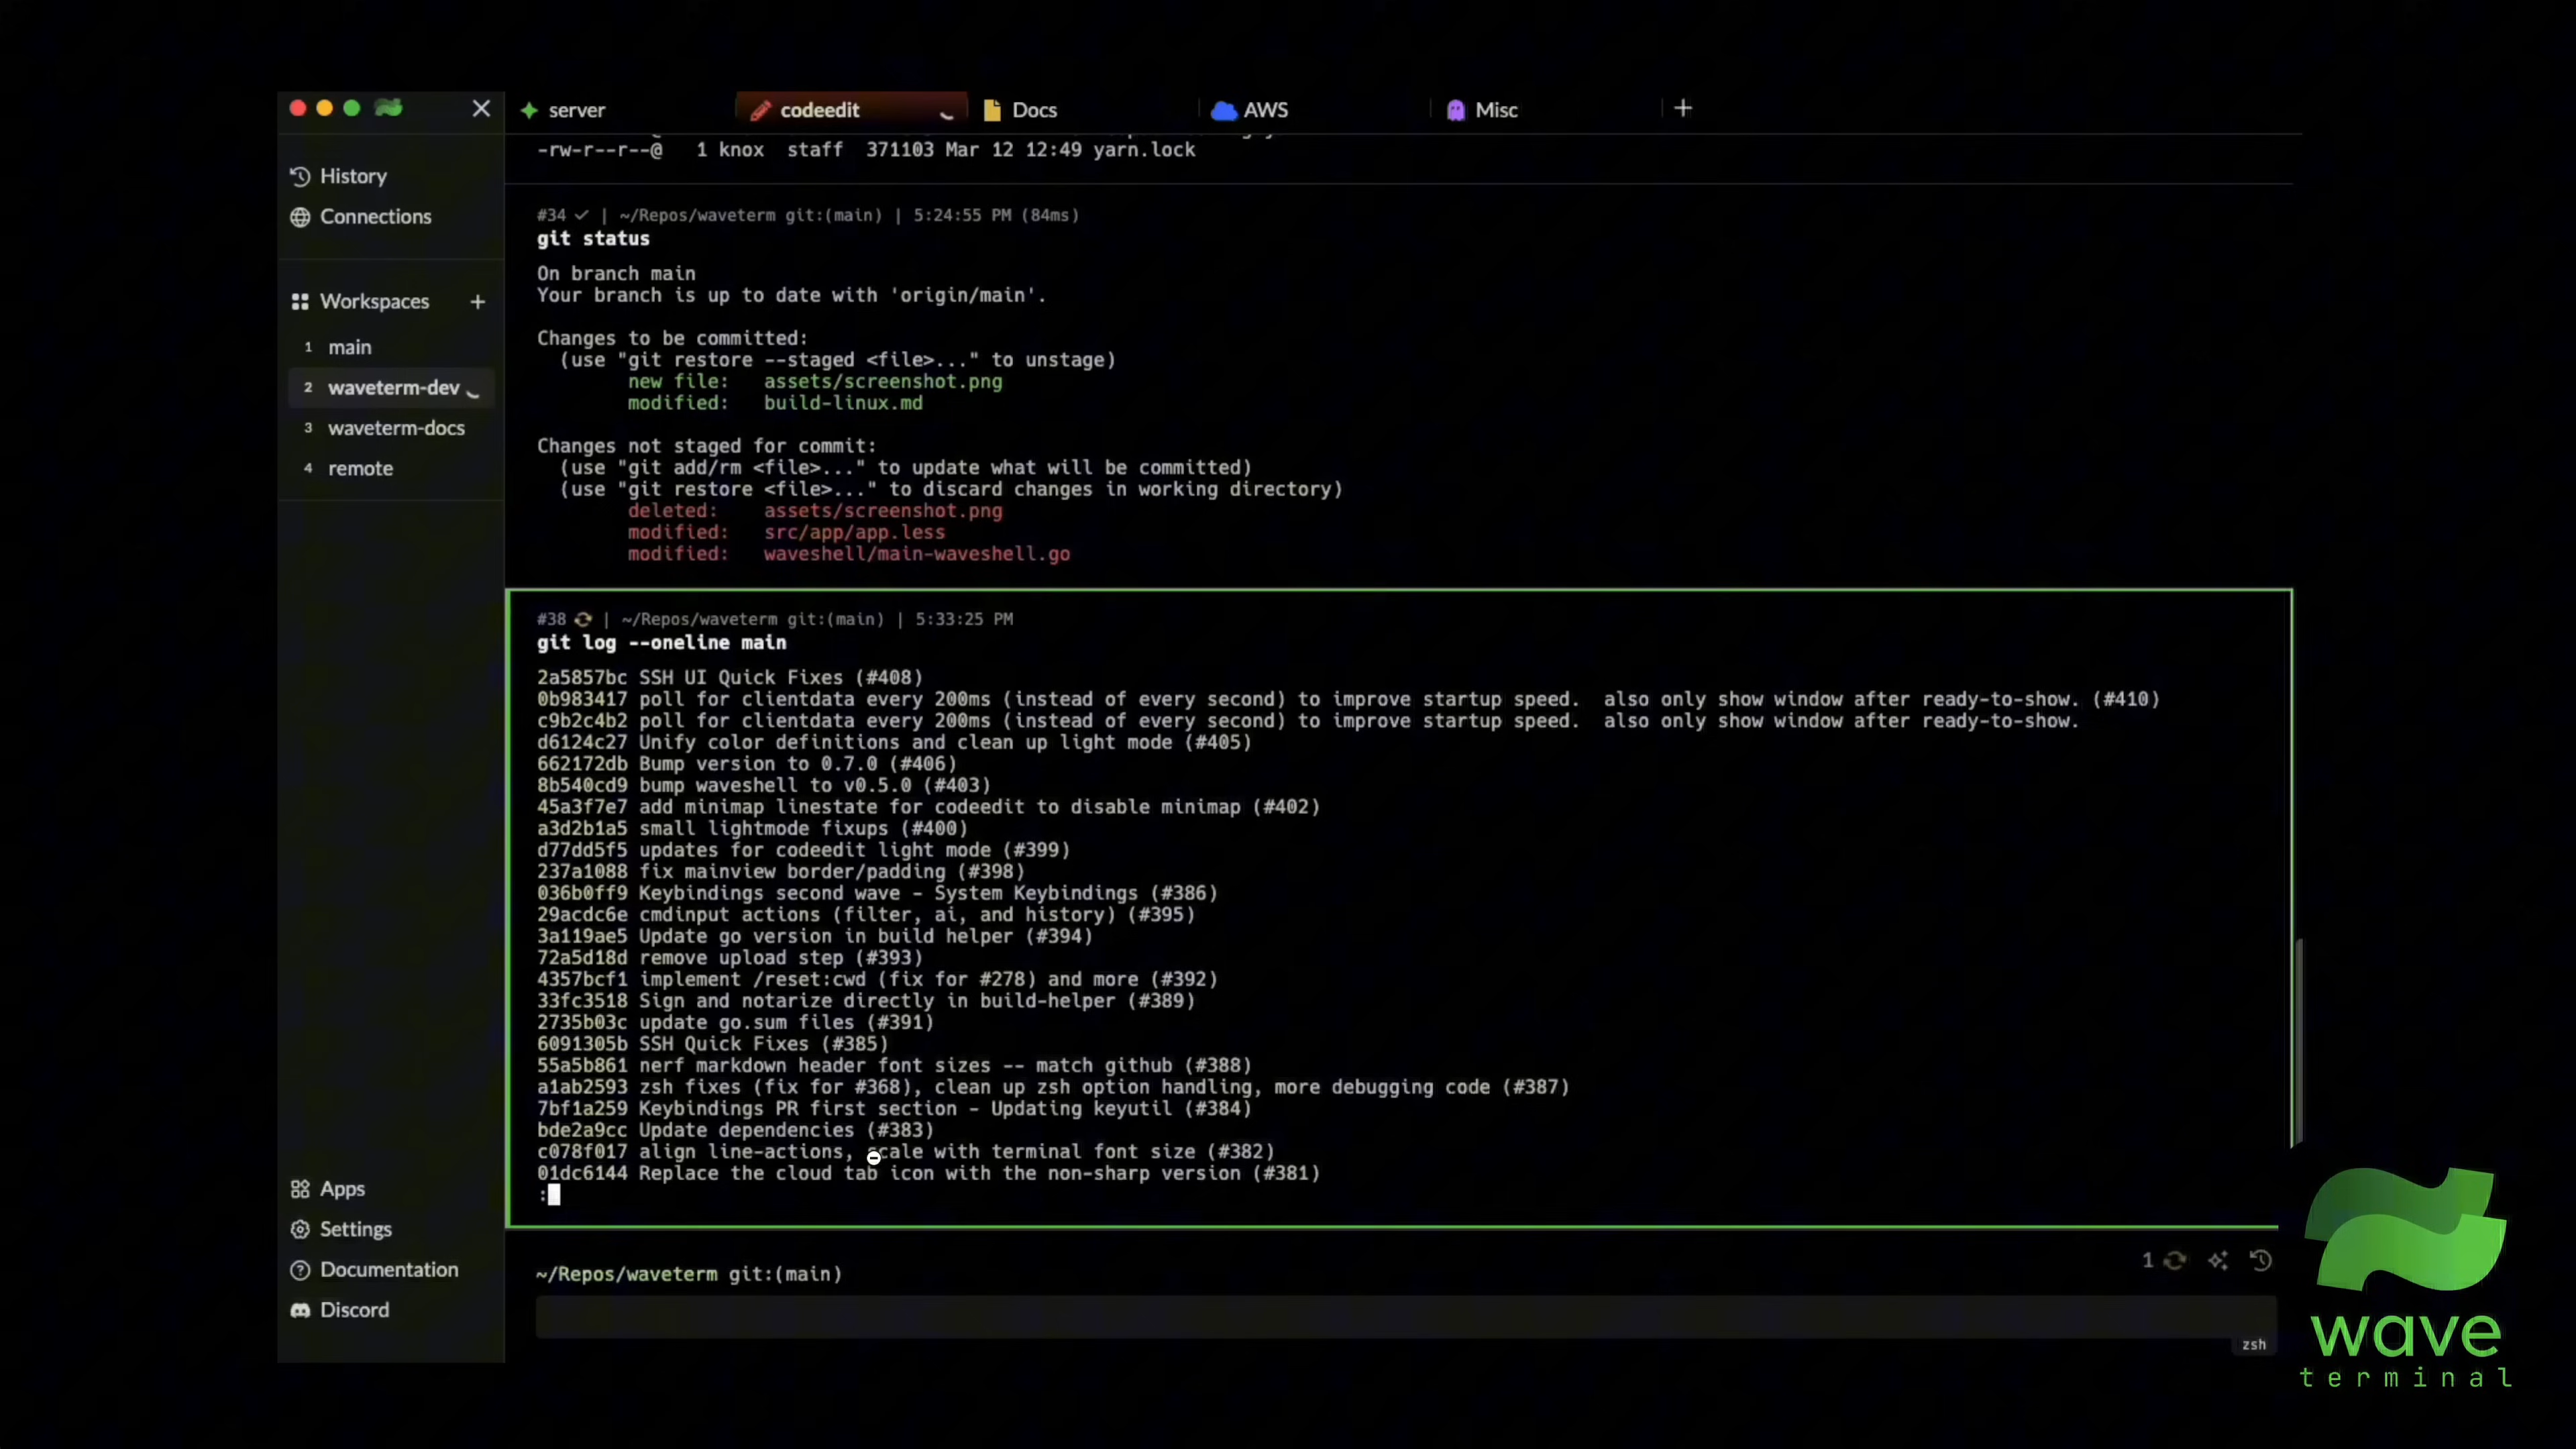 server
codeedit
Docs
AWS
Misc
History
Connections
Workspaces
1 main
2 waveterm-dev
3 waveterm-docs
4 remote
Apps
Settings
Documentation
Discord
-rw-r--r--@ 1 knox staff 371103 Mar 12 12:49 yarn.lock
#34 | ~/Repos/waveterm git:(main) | 5:24:55 PM (84ms)
git status
On branch main
Your branch is up to date with 'origin/main'.
Changes to be committed:
(use "git restore --staged <file>..." to unstage)
new file: assets/screenshot.png
modified: build-linux.md
Changes not staged for commit:
(use "git add/rm <file>..." to update what will be committed)
(use "git restore <file>..." to discard changes in working directory)
deleted: assets/screenshot.png
modified: src/app/app.less
modified: waveshell/main-waveshell.go
#38 | ~/Repos/waveterm git:(main) | 5:33:25 PM
git log --oneline main
2a5857bc SSH UI Quick Fixes (#408)
0b983417 poll for clientdata every 200ms (instead of every second) to improve startup speed. also only show window after ready-to-show. (#410)
c9b2c4b2 poll for clientdata every 200ms (instead of every second) to improve startup speed. also only show window after ready-to-show.
d6124c27 Unify color definitions and clean up light mode (#405)
662172db Bump version to 0.7.0 (#406)
8b540cd9 bump waveshell to v0.5.0 (#403)
45a3f7e7 add minimap linestate for codeedit to disable minimap (#402)
a3d2b1a5 small lightmode fixups (#400)
d77dd5f5 updates for codeedit light mode (#399)
237a1088 fix mainview border/padding (#398)
036b0ff9 Keybindings second wave - System Keybindings (#386)
29acdc6e cmdinput actions (filter, ai, and history) (#395)
3a119ae5 Update go version in build helper (#394)
72a5d18d remove upload step (#393)
4357bcf1 implement /reset:cwd (fix for #278) and more (#392)
33fc3518 Sign and notarize directly in build-helper (#389)
2735b03c update go.sum files (#391)
6091305b SSH Quick Fixes (#385)
55a5b861 nerf markdown header font sizes -- match github (#388)
a1ab2593 zsh fixes (fix for #368), clean up zsh option handling, more debugging code (#387)
7bf1a259 Keybindings PR first section - Updating keyutil (#384)
bde2a9cc Update dependencies (#383)
c078f017 align line-actions, scale with terminal font size (#382)
01dc6144 Replace the cloud tab icon with the non-sharp version (#381)
:
~/Repos/waveterm git:(main)
1
zsh
wave
terminal